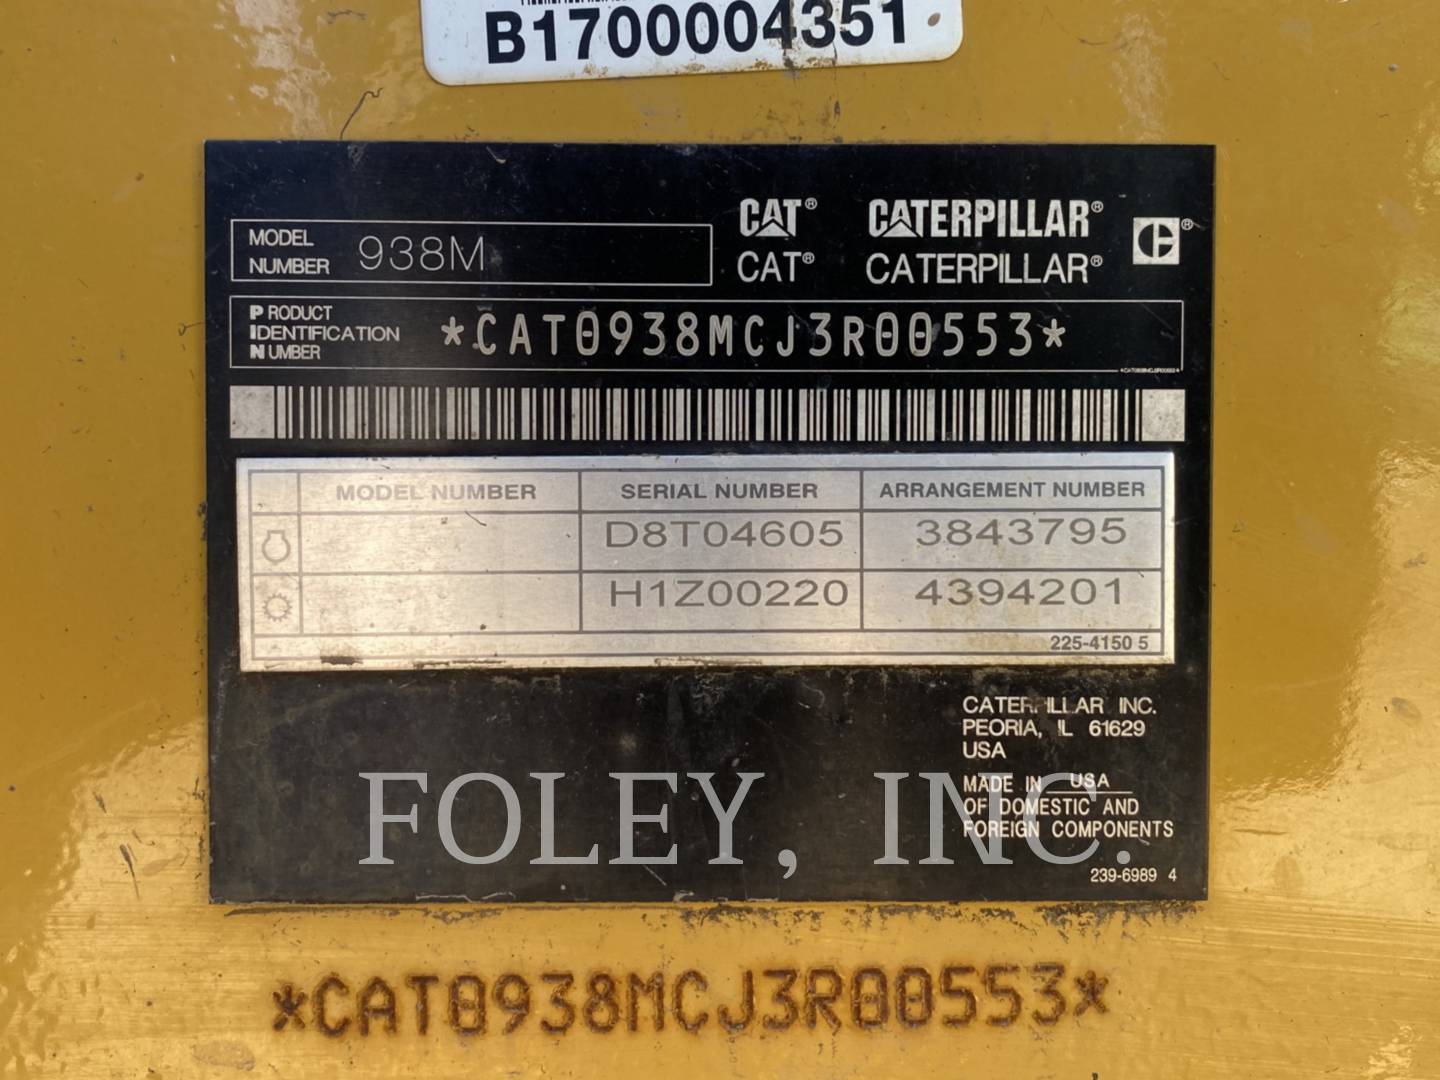 B1700004351
MODEL NUMBER 938M
CAT® CATERPILLAR®
CAT® CATERPILLAR®
PRODUCT IDENTIFICATION NUMBER *CAT0938MCJ3R00553*
MODEL NUMBER SERIAL NUMBER ARRANGEMENT NUMBER
D8T04605 3843795
H1Z00220 4394201
225-4150 5
CATERPILLAR INC.
PEORIA, IL 61629
USA
MADE IN USA
OF DOMESTIC AND
FOREIGN COMPONENTS
FOLEY, INC.
239-6989 4
*CAT0938MCJ3R00553*